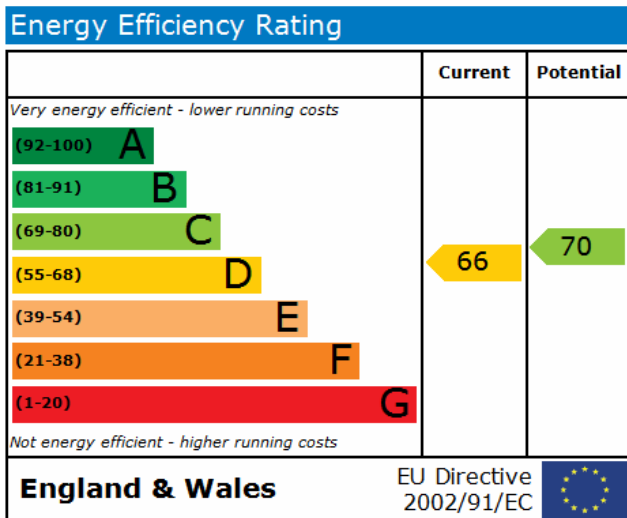 Energy Efficiency Rating
Current Potential
Very energy efficient - lower running costs
(92-100) A
(81-91) B
(69-80) C
(55-68) D
(39-54) E
(21-38) F
(1-20) G
66
70
Not energy efficient - higher running costs
England & Wales
EU Directive
2002/91/EC